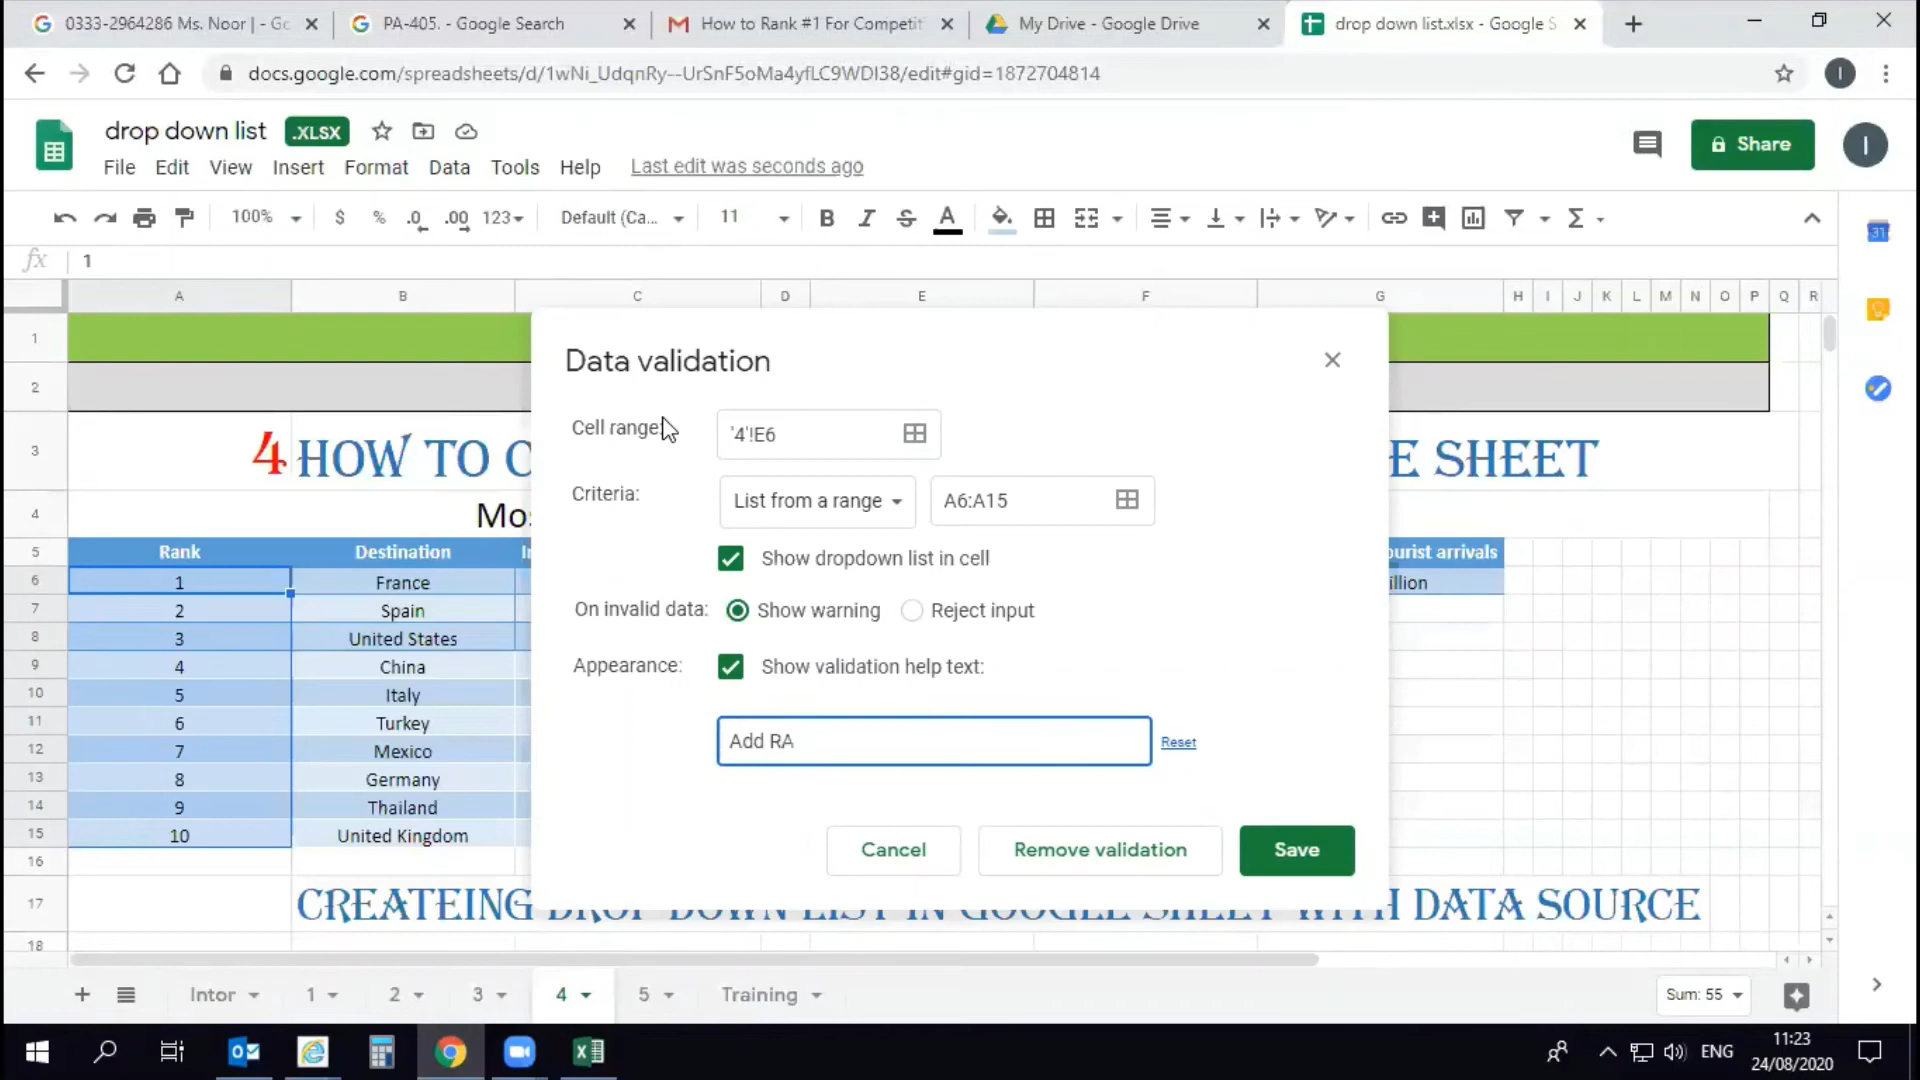 0333-2964286 Ms. Noor | - Go
PA-405. - Google Search
How to Rank #1 For Competiti
My Drive - Google Drive
drop down list.xlsx - Google S
docs.google.com/spreadsheets/d/1wNi_UdqnRy--UrSnF5oMa4yfLC9WDI38/edit#gid=1872704814
I
drop down list .XLSX
Share
I
File Edit View Insert Format Data Tools Help Last edit was seconds ago
100% $ % .0 .00 123 Default (Ca... 11 B I S A Σ
31
fx 1
A B C D E F G H I J K L M N O P Q R
1
Data validation
2
Cell range: '4'!E6
3 4 HOW TO C E SHEET
Criteria: List from a range A6:A15
4 Mos
5 Rank Destination In ourist arrivals
Show dropdown list in cell
6 1 France illion
7 2 Spain
On invalid data: Show warning Reject input
8 3 United States
9 4 China
Appearance: Show validation help text:
10 5 Italy
11 6 Turkey
Add RA Reset
12 7 Mexico
13 8 Germany
14 9 Thailand
15 10 United Kingdom
Cancel Remove validation Save
16
17 CREATEING DROP DOWN LIST IN GOOGLE SHEET WITH DATA SOURCE
18
+ Intor 1 2 3 4 5 Training Sum: 55
ENG 11:23
24/08/2020